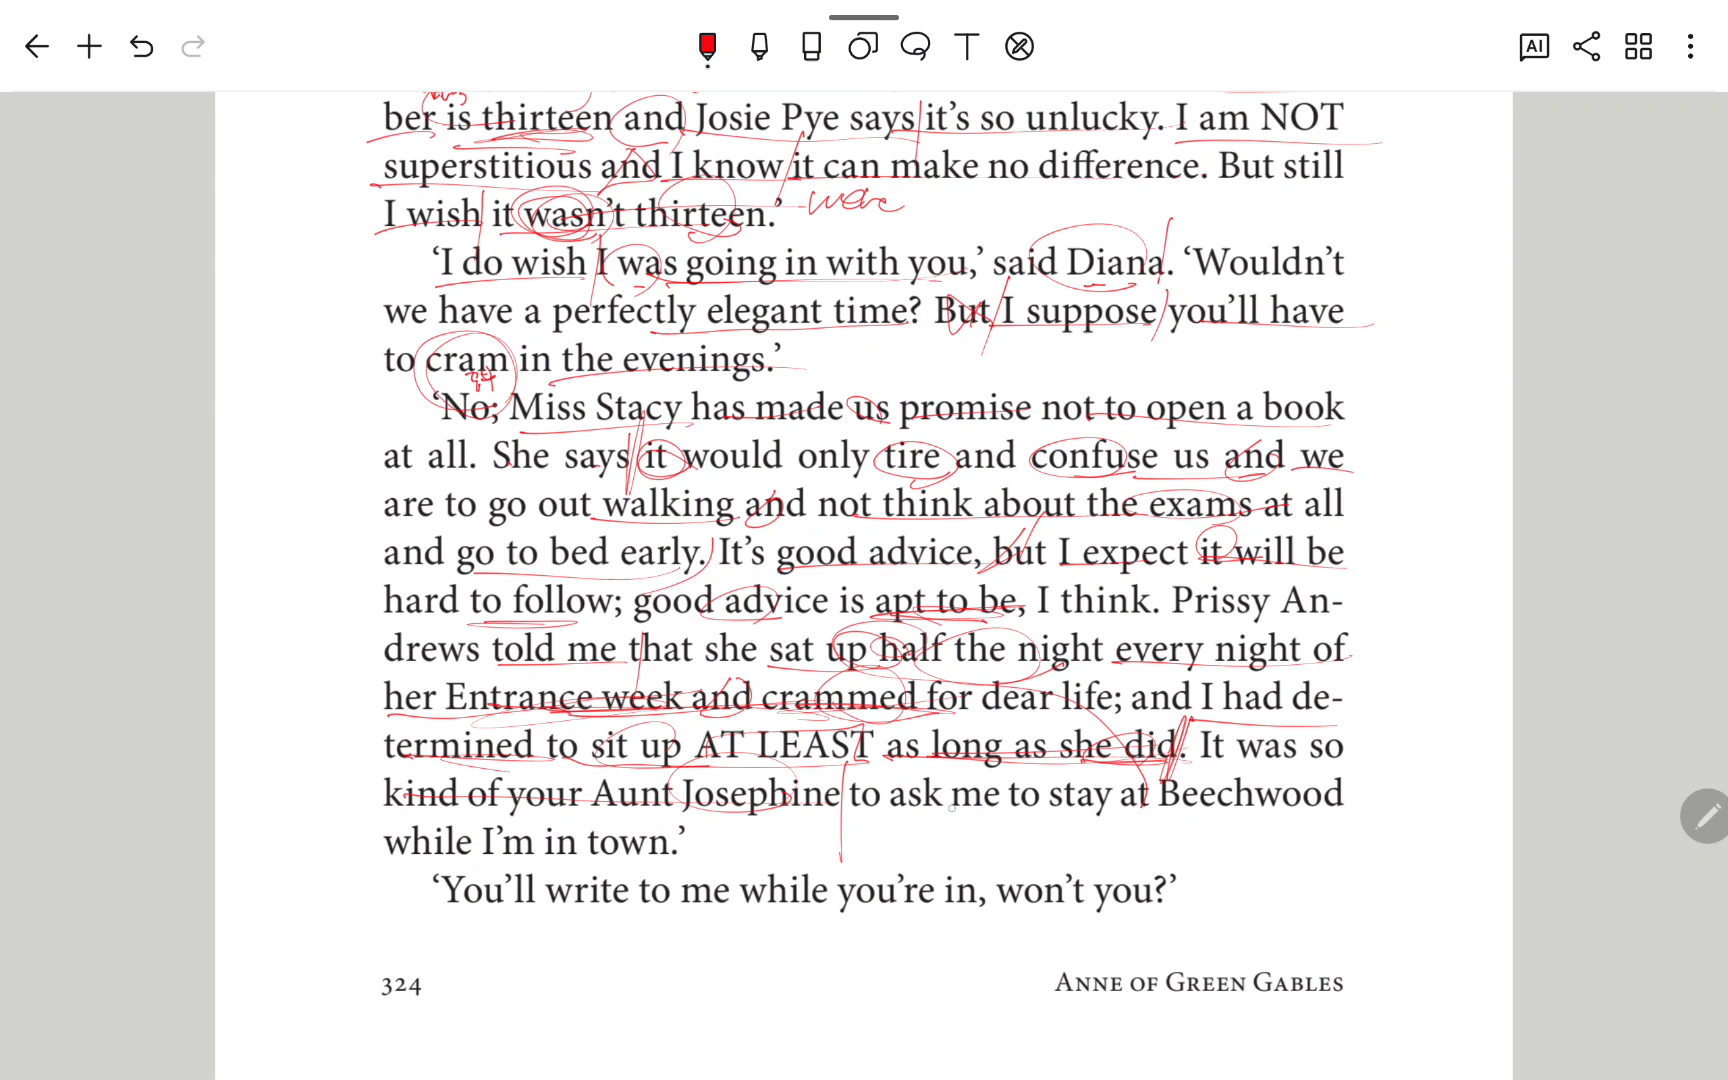 AI
ber is thirteen and Josie Pye says it's so unlucky. I am NOT
superstitious and I know it can make no difference. But still
I wish it wasn't thirteen.' were
'I do wish I was going in with you,' said Diana. 'Wouldn't
we have a perfectly elegant time? But I suppose you'll have
to cram in the evenings.'
'No; Miss Stacy has made us promise not to open a book
at all. She says it would only tire and confuse us and we
are to go out walking and not think about the exams at all
and go to bed early. It's good advice, but I expect it will be
hard to follow; good advice is apt to be, I think. Prissy An-
drews told me that she sat up half the night every night of
her Entrance week and crammed for dear life; and I had de-
termined to sit up AT LEAST as long as she did. It was so
kind of your Aunt Josephine to ask me to stay at Beechwood
while I'm in town.'
'You'll write to me while you're in, won't you?'
324 Anne of Green Gables